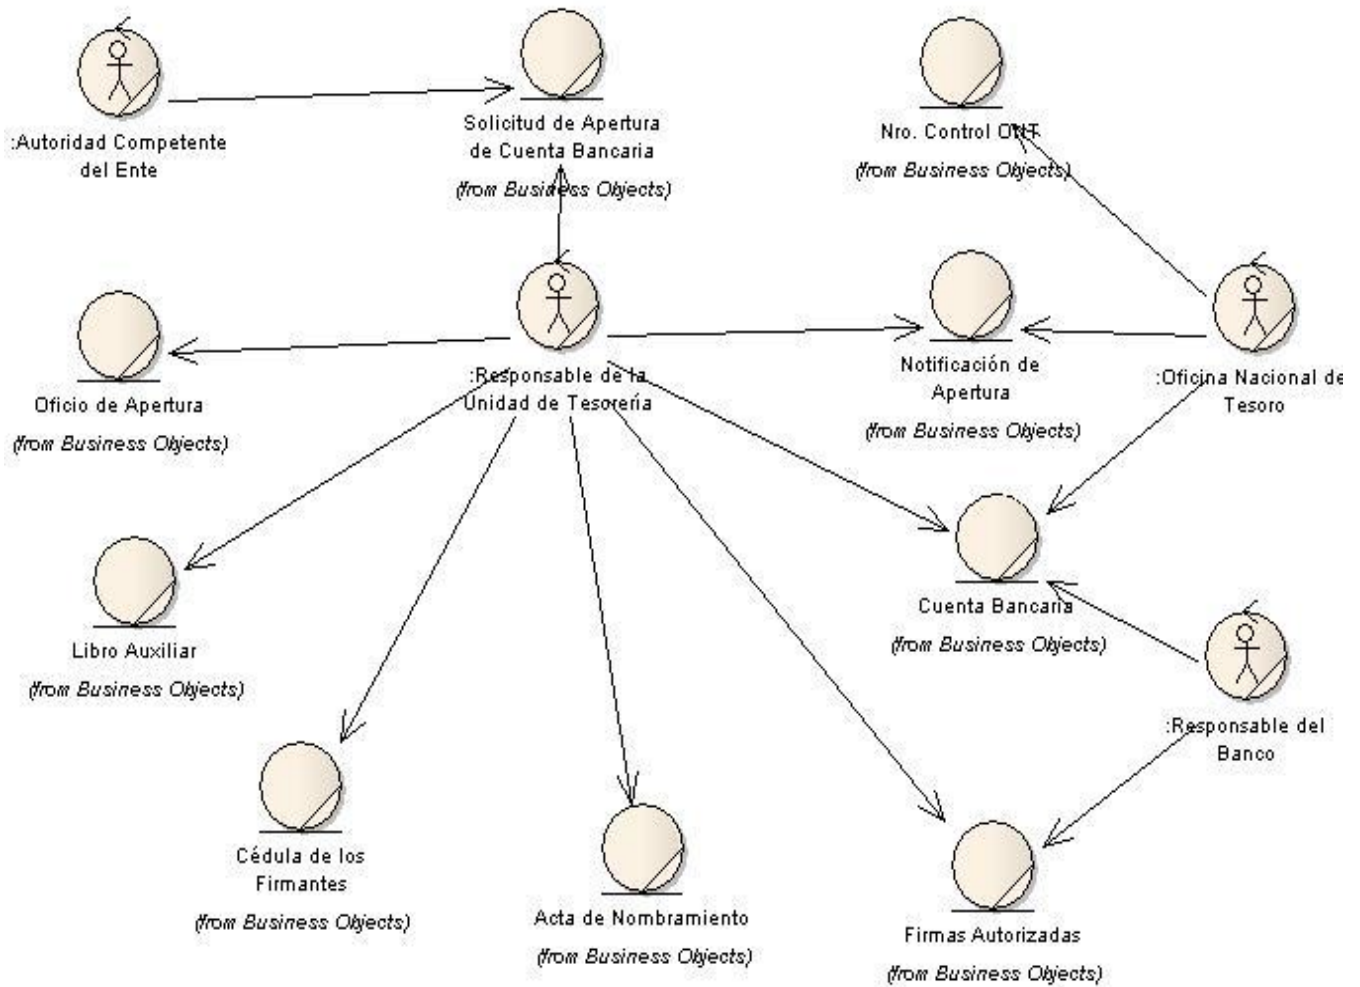 :Autoridad Competente
del Ente
Solicitud de Apertura
de Cuenta Bancaria
(from Business Objects)
Nro. Control ONT
(from Business Objects)
Oficio de Apertura
(from Business Objects)
:Responsable de la
Unidad de Tesorería
Notificación de
Apertura
(from Business Objects)
:Oficina Nacional de
Tesoro
Libro Auxiliar
(from Business Objects)
Cuenta Bancaria
(from Business Objects)
:Responsable del
Banco
Cédula de los
Firmantes
(from Business Objects)
Acta de Nombramiento
(from Business Objects)
Firmas Autorizadas
(from Business Objects)